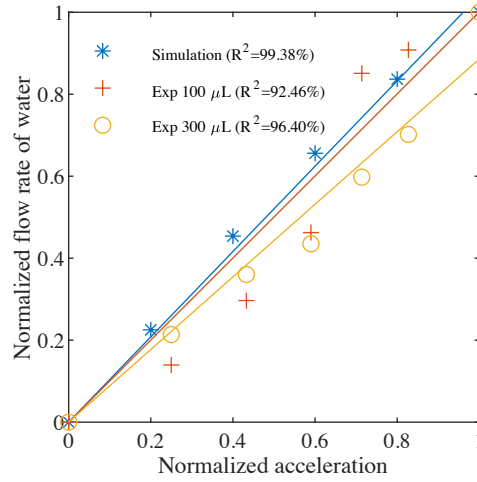 1
0.8
0.6
0.4
0.2
0
Normalized flow rate of water
Simulation (R²=99.38%)
Exp 100 μL (R²=92.46%)
Exp 300 μL (R²=96.40%)
0 0.2 0.4 0.6 0.8 1
Normalized acceleration